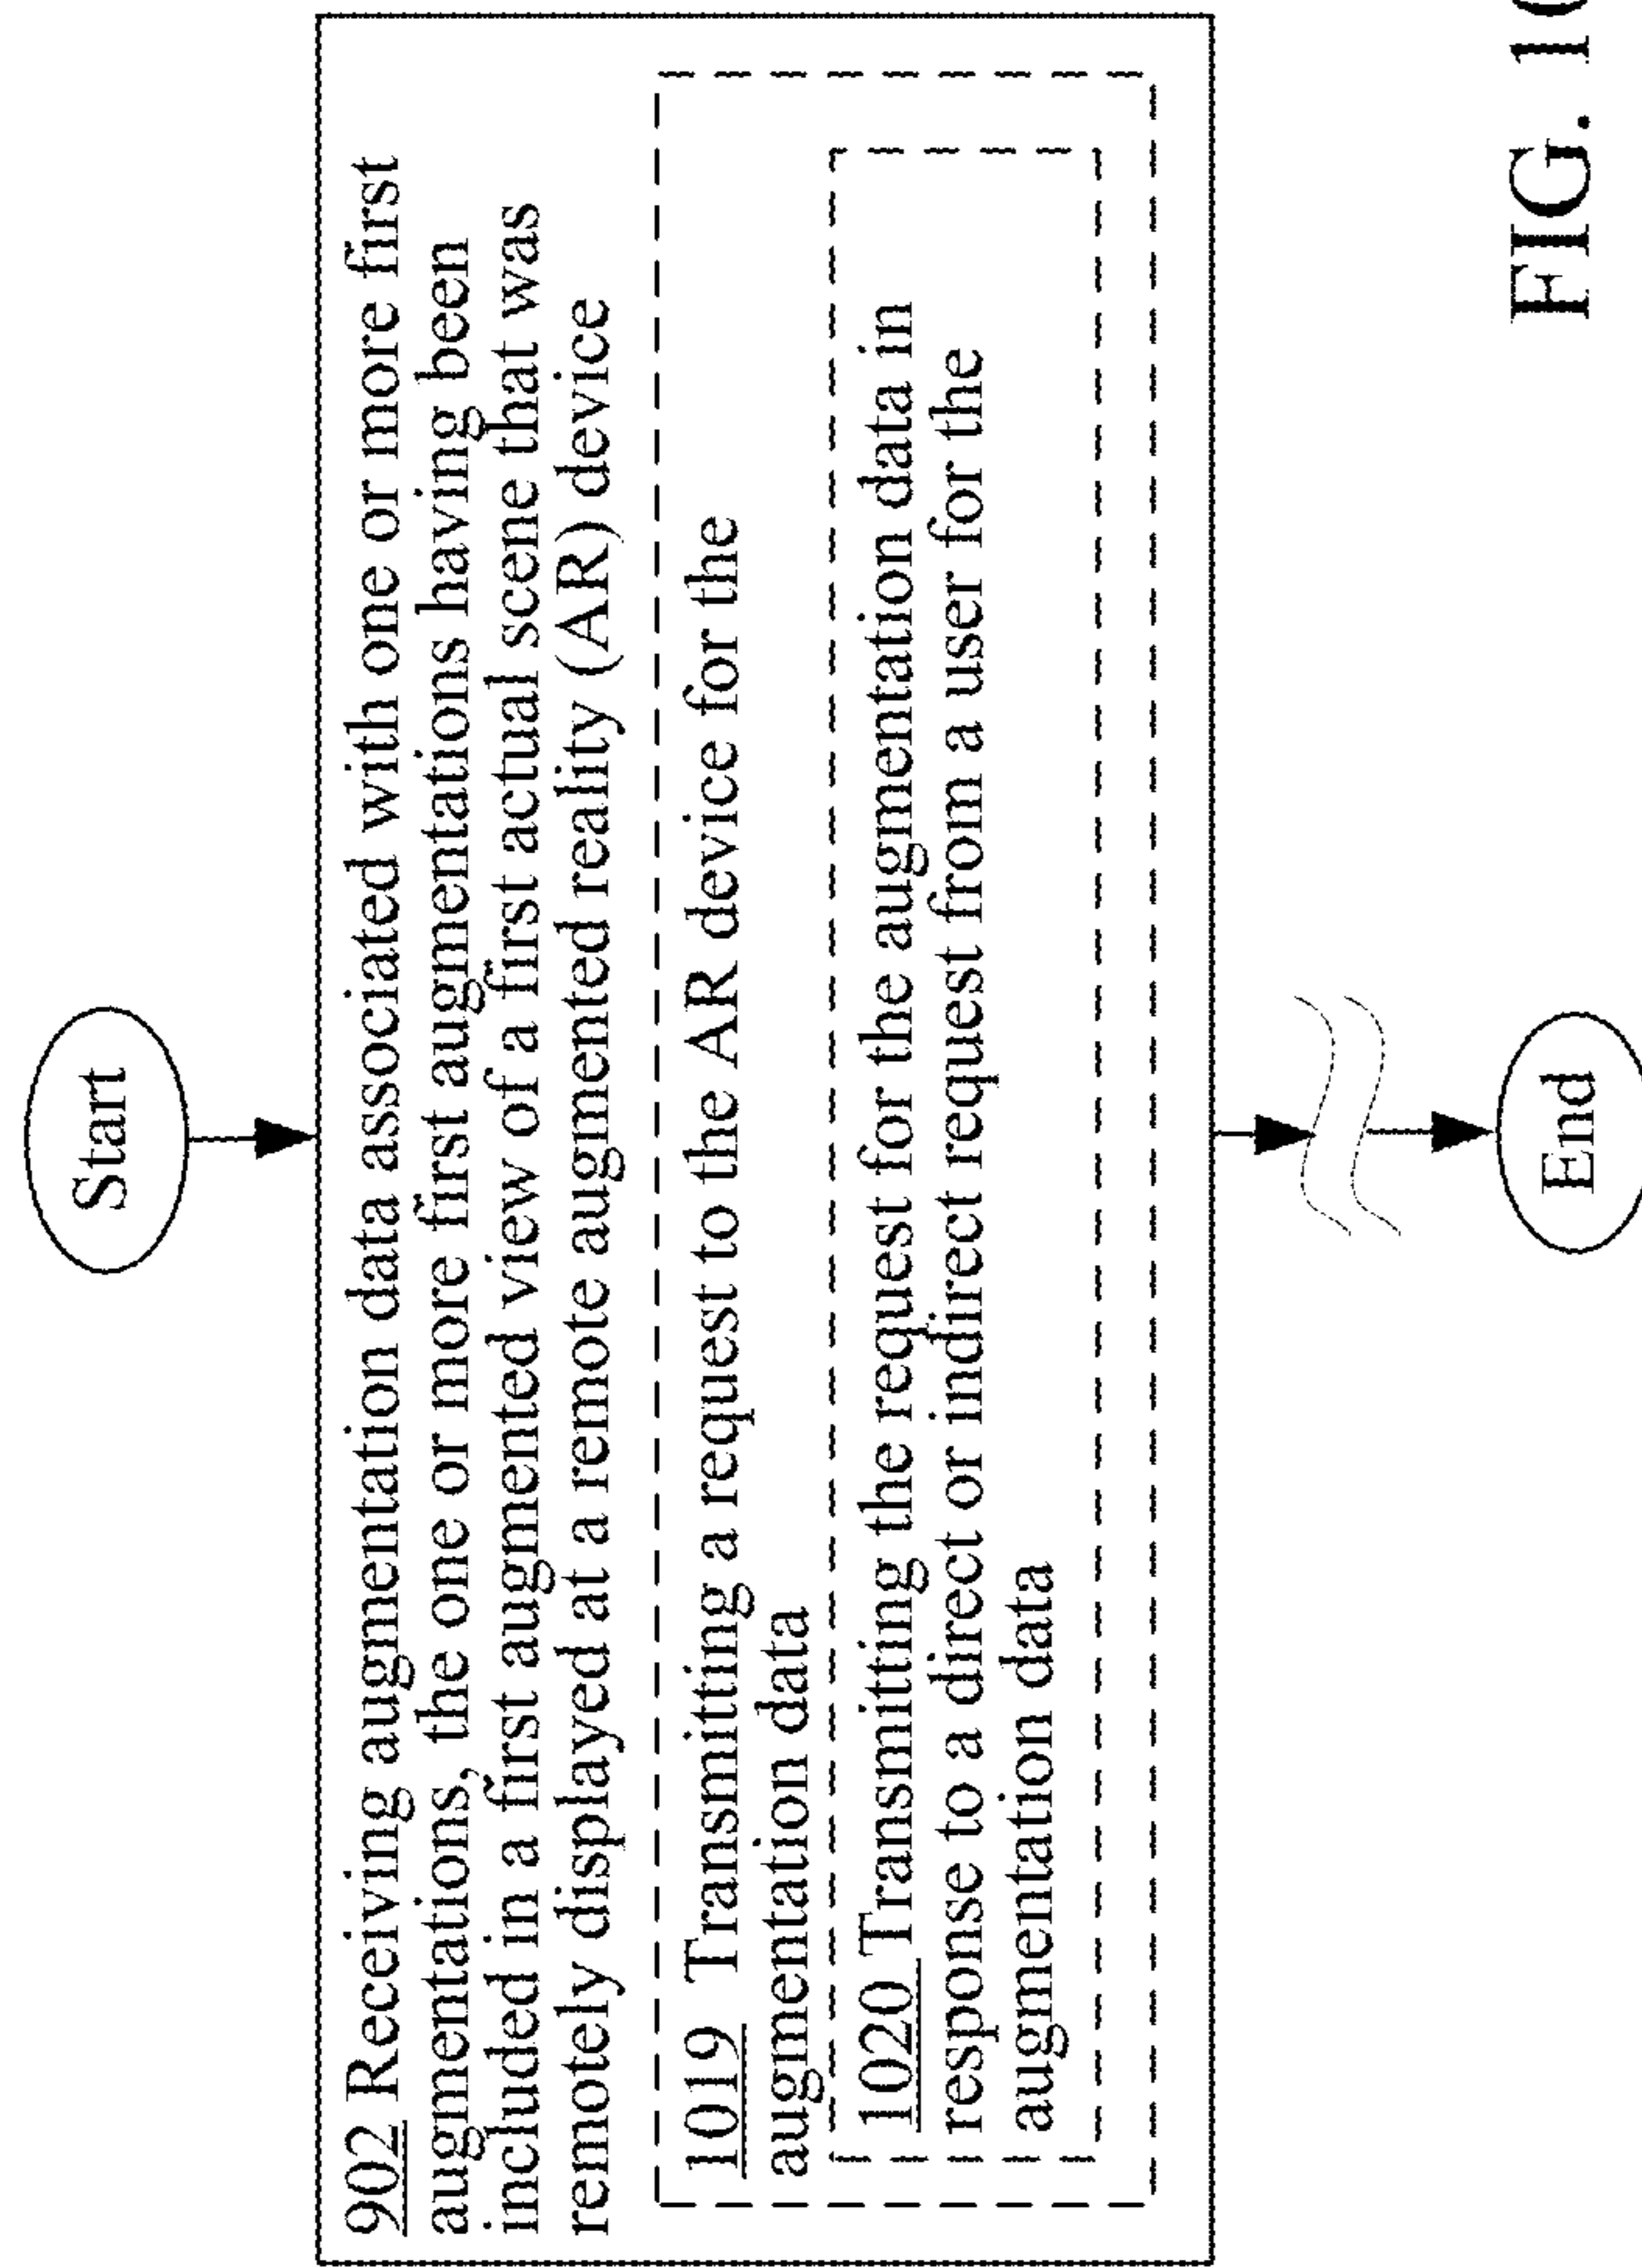 Start
902 Receiving augmentation data associated with one or more first
augmentations, the one or more first augmentations having been
included in a first augmented view of a first actual scene that was
remotely displayed at a remote augmented reality (AR) device
1019 Transmitting a request to the AR device for the
augmentation data
1020 Transmitting the request for the augmentation data in
response to a direct or indirect request from a user for the
augmentation data
End
FIG.